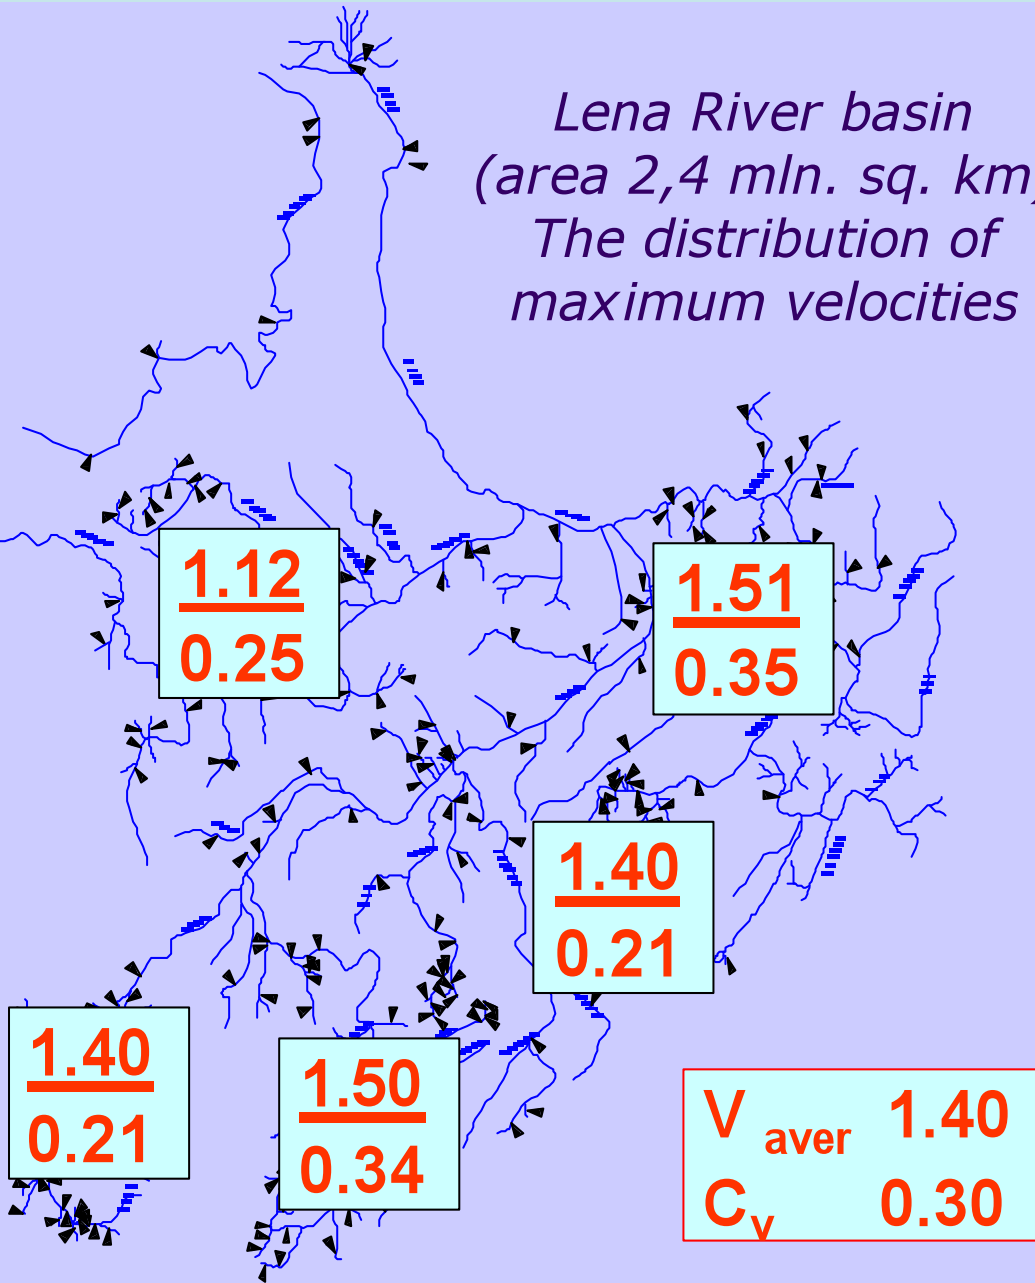 Lena River basin
(area 2,4 mln. sq. km)
The distribution of
maximum velocities
1.12
0.25
1.51
0.35
1.40
0.21
1.40
0.21
1.50
0.34
V aver 1.40
Cv 0.30